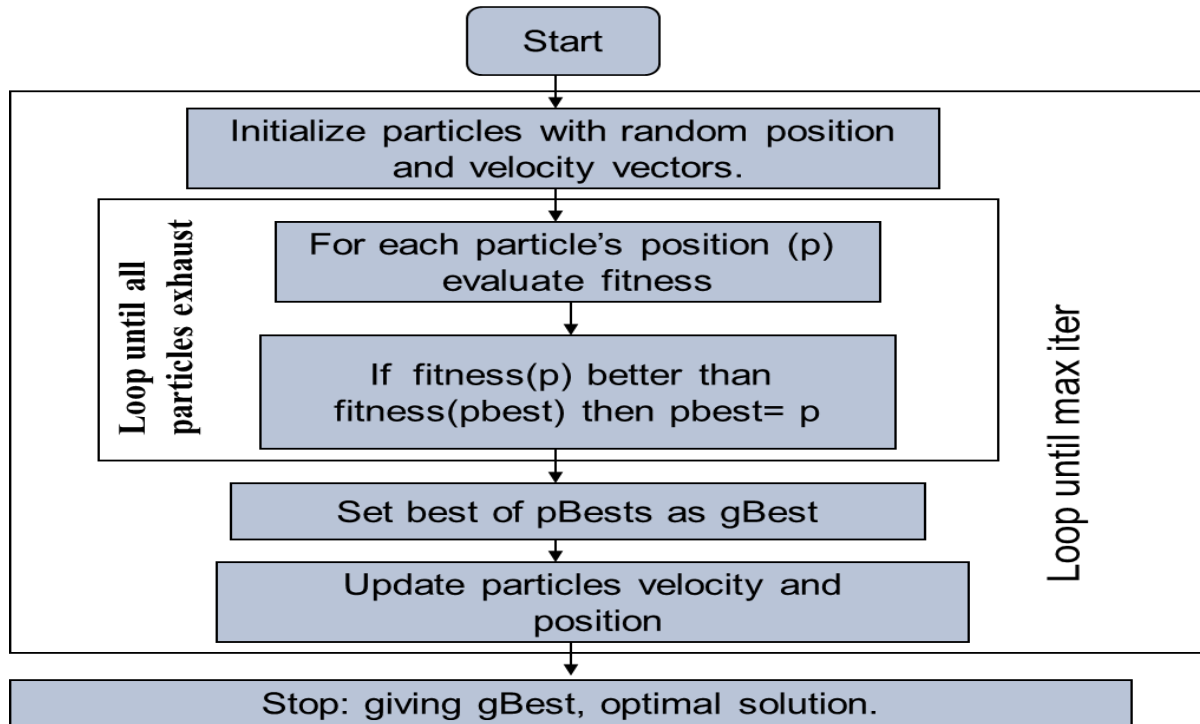 Start
Initialize particles with random position
and velocity vectors.
Loop until all
particles exhaust
For each particle’s position (p)
evaluate fitness
If fitness(p) better than
fitness(pbest) then pbest= p
Loop until max iter
Set best of pBests as gBest
Update particles velocity and
position
Stop: giving gBest, optimal solution.